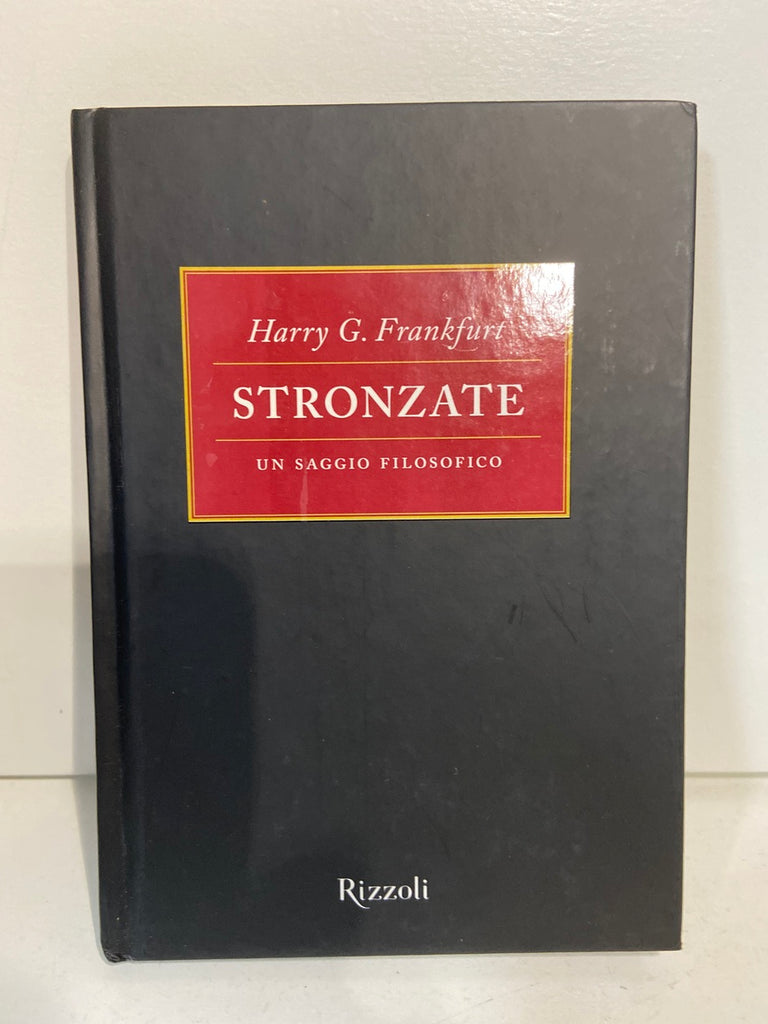 Harry G. Frankfurt
STRONZATE
UN SAGGIO FILOSOFICO
Rizzoli